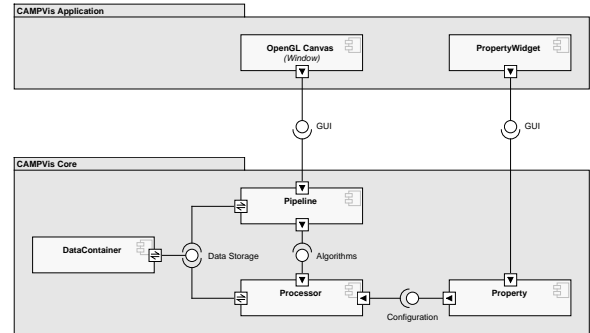 CAMPVis Application
OpenGL Canvas
(Window)
PropertyWidget
GUI
GUI
CAMPVis Core
Pipeline
DataContainer
Data Storage
Algorithms
Processor
Property
Configuration